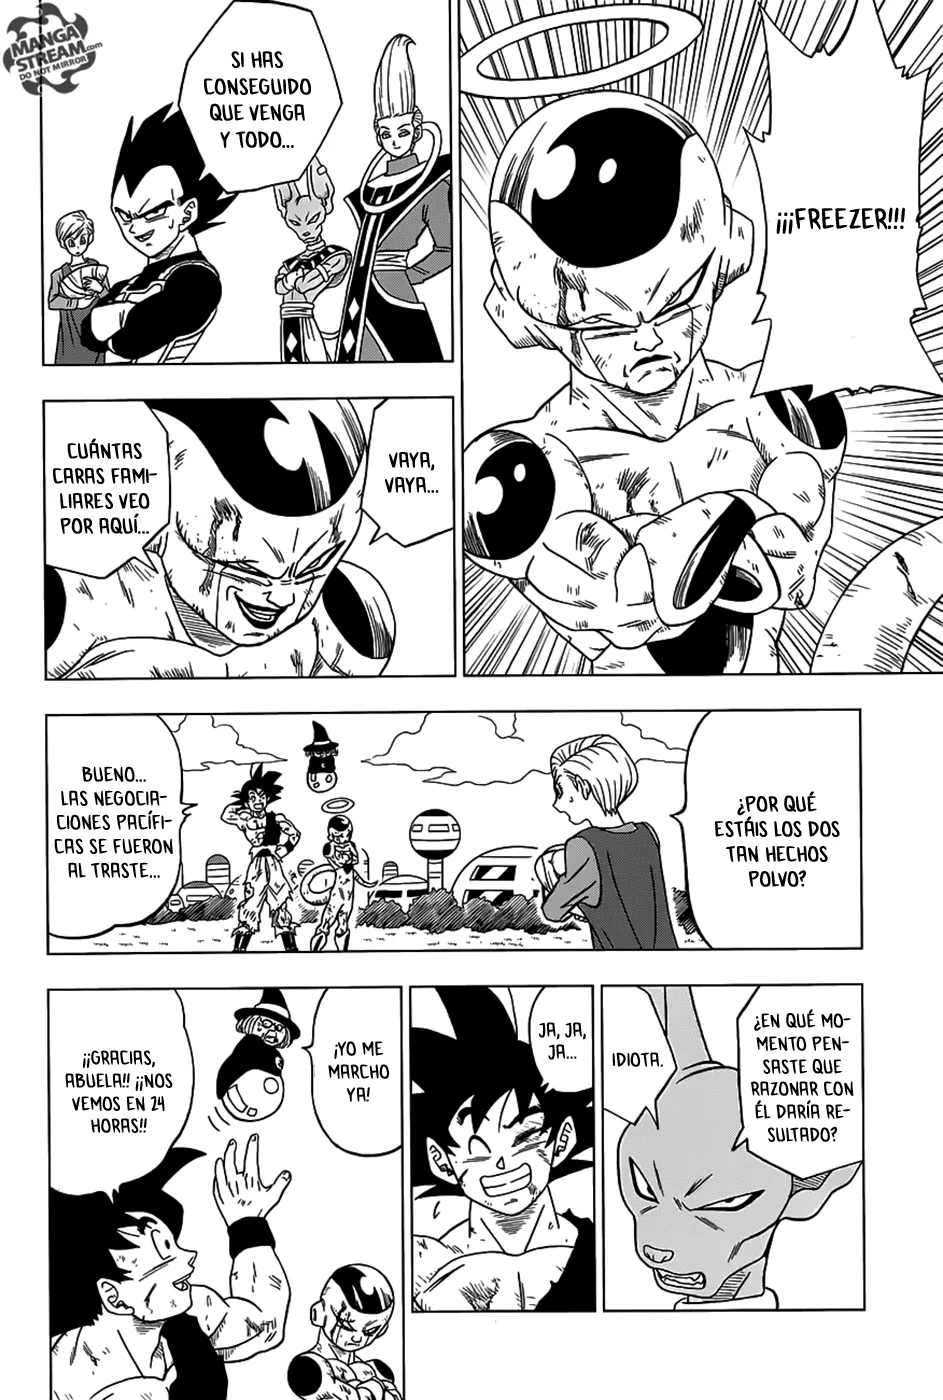 MANGA
STREAM.com
DO NOT MIRROR
¡¡¡FREEZER!!!
SI HAS
CONSEGUIDO
QUE VENGA
Y TODO...
VAYA,
VAYA...
CUÁNTAS
CARAS FAMI-
LIARES VEO
POR AQUÍ...
¿POR QUÉ
ESTÁIS LOS DOS
TAN HECHOS
POLVO?
BUENO...
LAS NEGOCIA-
CIONES PACÍFI-
CAS SE FUERON
AL TRASTE...
¿EN QUÉ MO-
MENTO PEN-
SASTE QUE
RAZONAR CON
ÉL DARÍA RE-
SULTADO?
IDIOTA.
JA, JA,
JA...
¡YO ME
MARCHO
YA!
¡¡GRACIAS,
ABUELA!! ¡¡NOS
VEMOS EN 24
HORAS!!